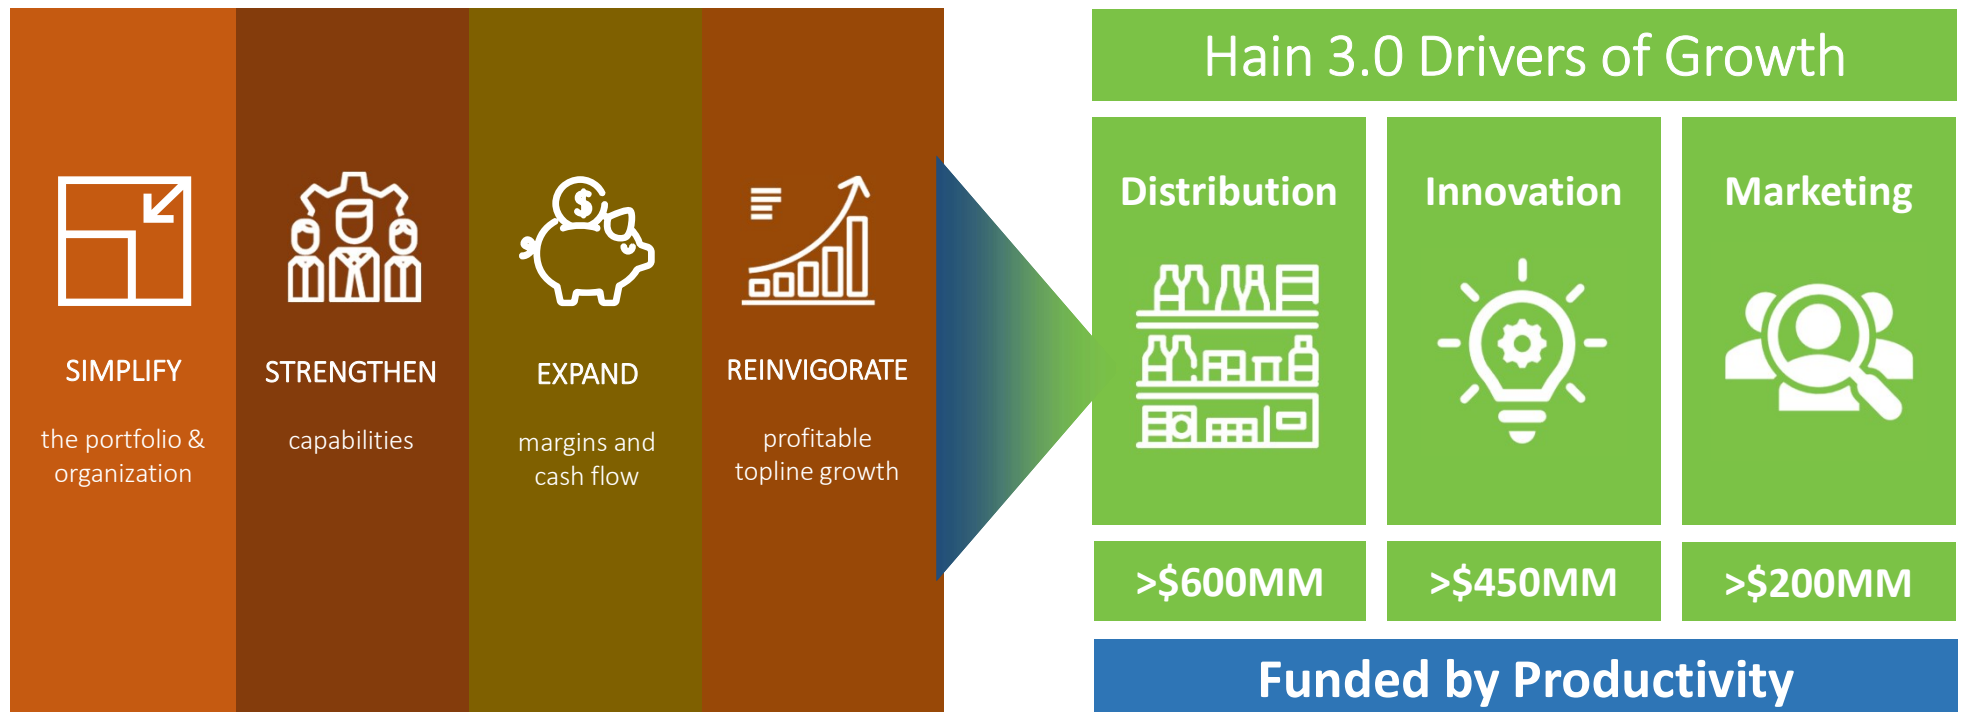 SIMPLIFY
the portfolio &
organization
STRENGTHEN
capabilities
EXPAND
margins and
cash flow
REINVIGORATE
profitable
topline growth
Hain 3.0 Drivers of Growth
Distribution
>$600MM
Innovation
>$450MM
Marketing
>$200MM
Funded by Productivity